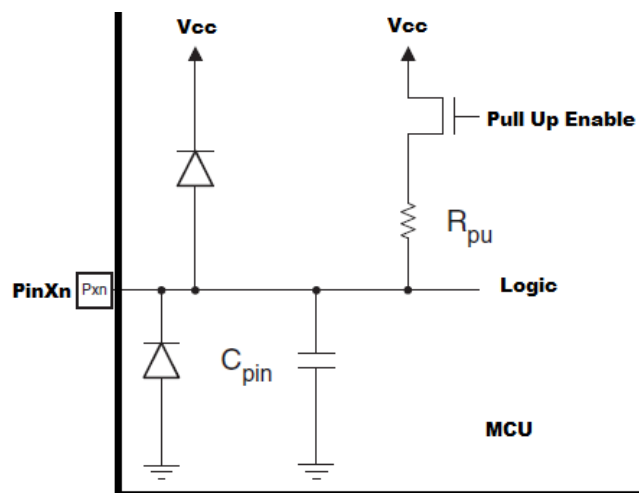 Vcc
Vcc
Pull Up Enable
Rpu
PinXn
Pxn
Logic
Cpin
MCU